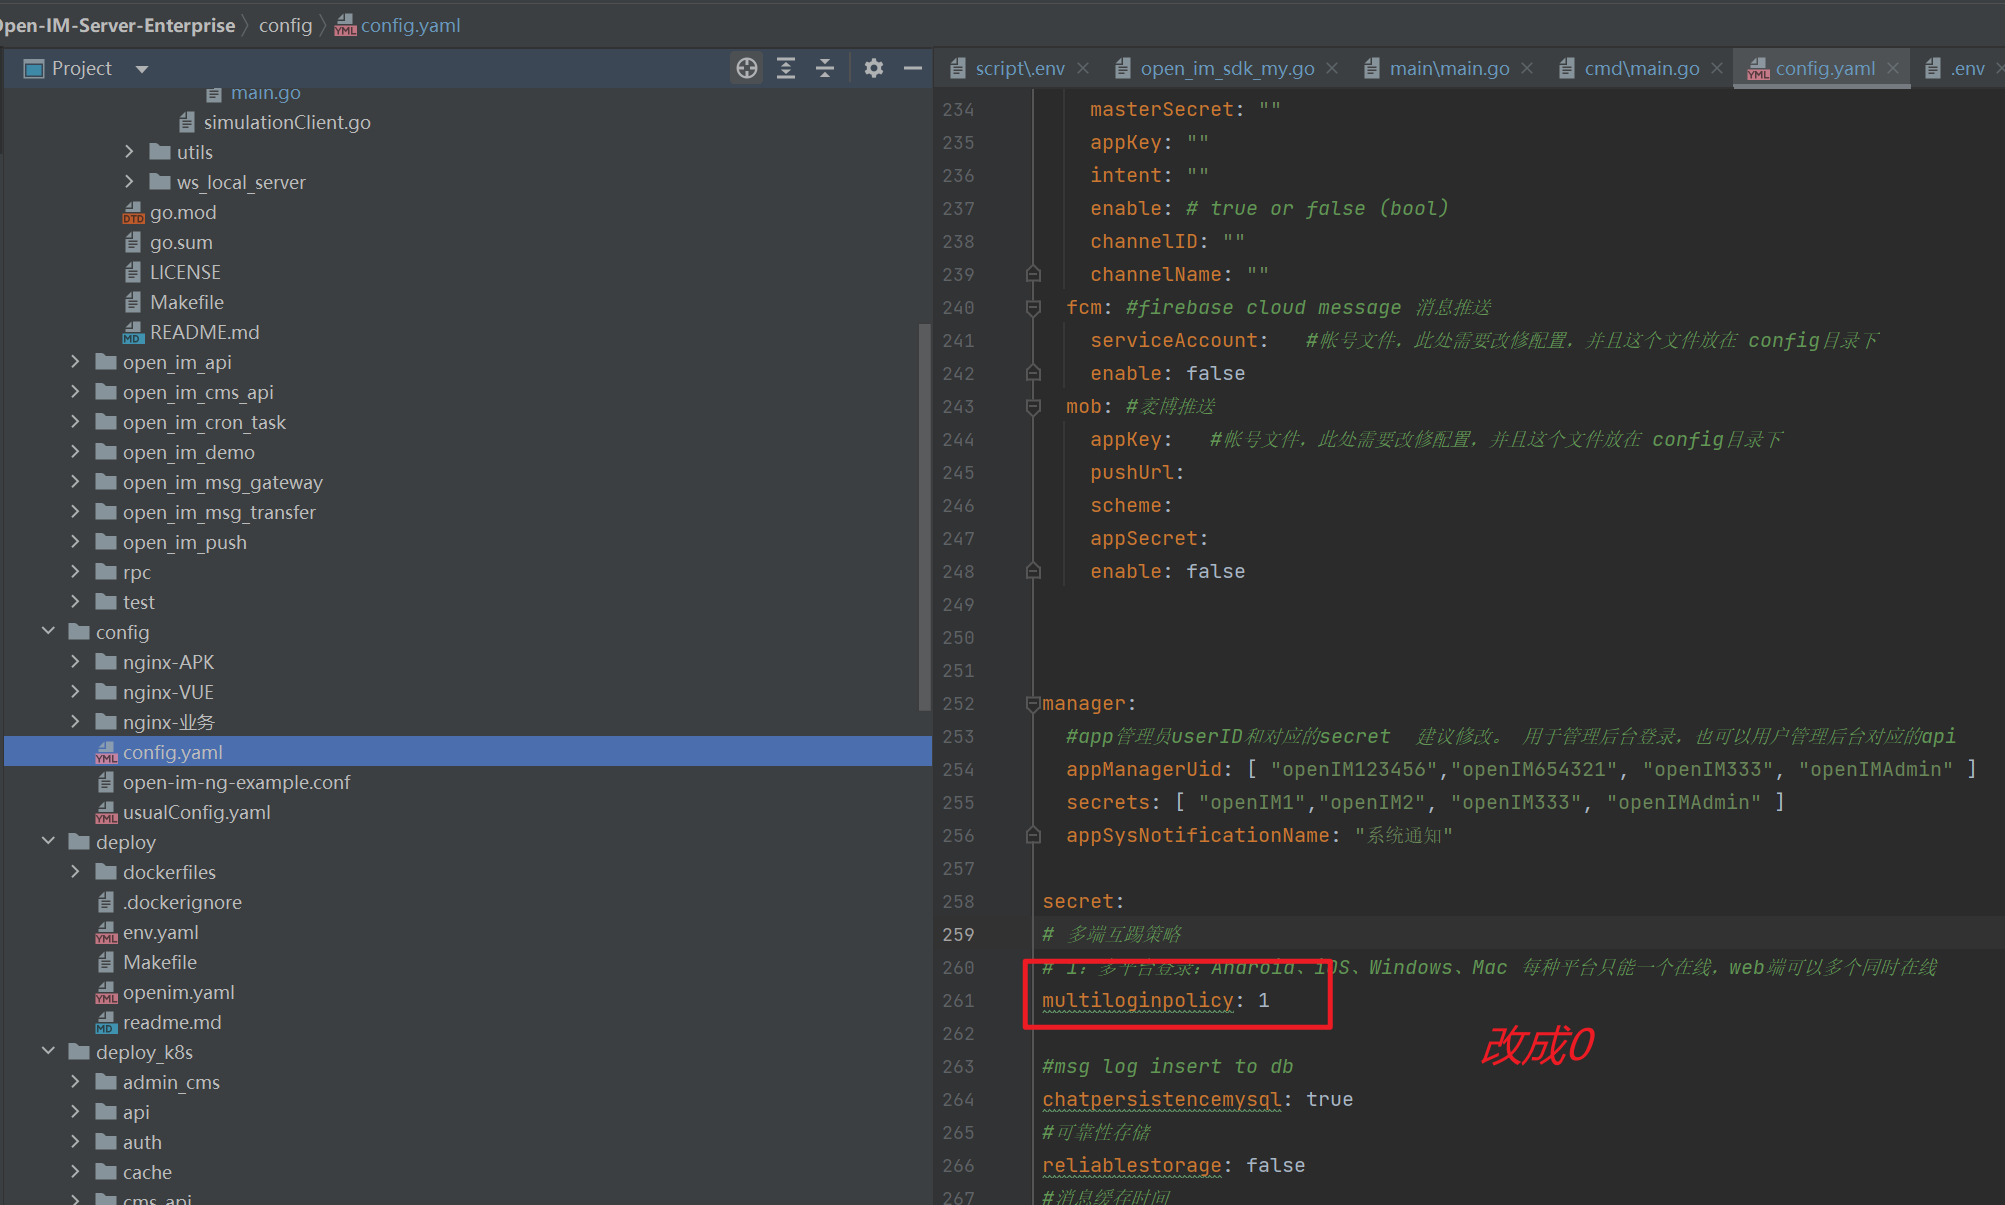 Open-IM-Server-Enterprise config config.yaml
Project
script\.env open_im_sdk_my.go main\main.go cmd\main.go config.yaml .env
main.go
simulationClient.go
utils
ws_local_server
go.mod
go.sum
LICENSE
Makefile
README.md
open_im_api
open_im_cms_api
open_im_cron_task
open_im_demo
open_im_msg_gateway
open_im_msg_transfer
open_im_push
rpc
test
config
nginx-APK
nginx-VUE
nginx-业务
config.yaml
open-im-ng-example.conf
usualConfig.yaml
deploy
dockerfiles
.dockerignore
env.yaml
Makefile
openim.yaml
readme.md
deploy_k8s
admin_cms
api
auth
cache
cms_api
234 masterSecret: ""
235 appKey: ""
236 intent: ""
237 enable: # true or false (bool)
238 channelID: ""
239 channelName: ""
240 fcm: #firebase cloud message 消息推送
241 serviceAccount: #帐号文件，此处需要改修配置，并且这个文件放在 config目录下
242 enable: false
243 mob: #袤博推送
244 appKey: #帐号文件，此处需要改修配置，并且这个文件放在 config目录下
245 pushUrl:
246 scheme:
247 appSecret:
248 enable: false
249
250
251
252 manager:
253 #app管理员userID和对应的secret 建议修改。 用于管理后台登录，也可以用户管理后台对应的api
254 appManagerUid: [ "openIM123456","openIM654321", "openIM333", "openIMAdmin" ]
255 secrets: [ "openIM1","openIM2", "openIM333", "openIMAdmin" ]
256 appSysNotificationName: "系统通知"
257
258 secret:
259 # 多端互踢策略
260 # 1：多平台登录：Android、iOS、Windows、Mac 每种平台只能一个在线，web端可以多个同时在线
261 multiloginpolicy: 1
262
改成0
263 #msg log insert to db
264 chatpersistencemysql: true
265 #可靠性存储
266 reliablestorage: false
267 #消息缓存时间